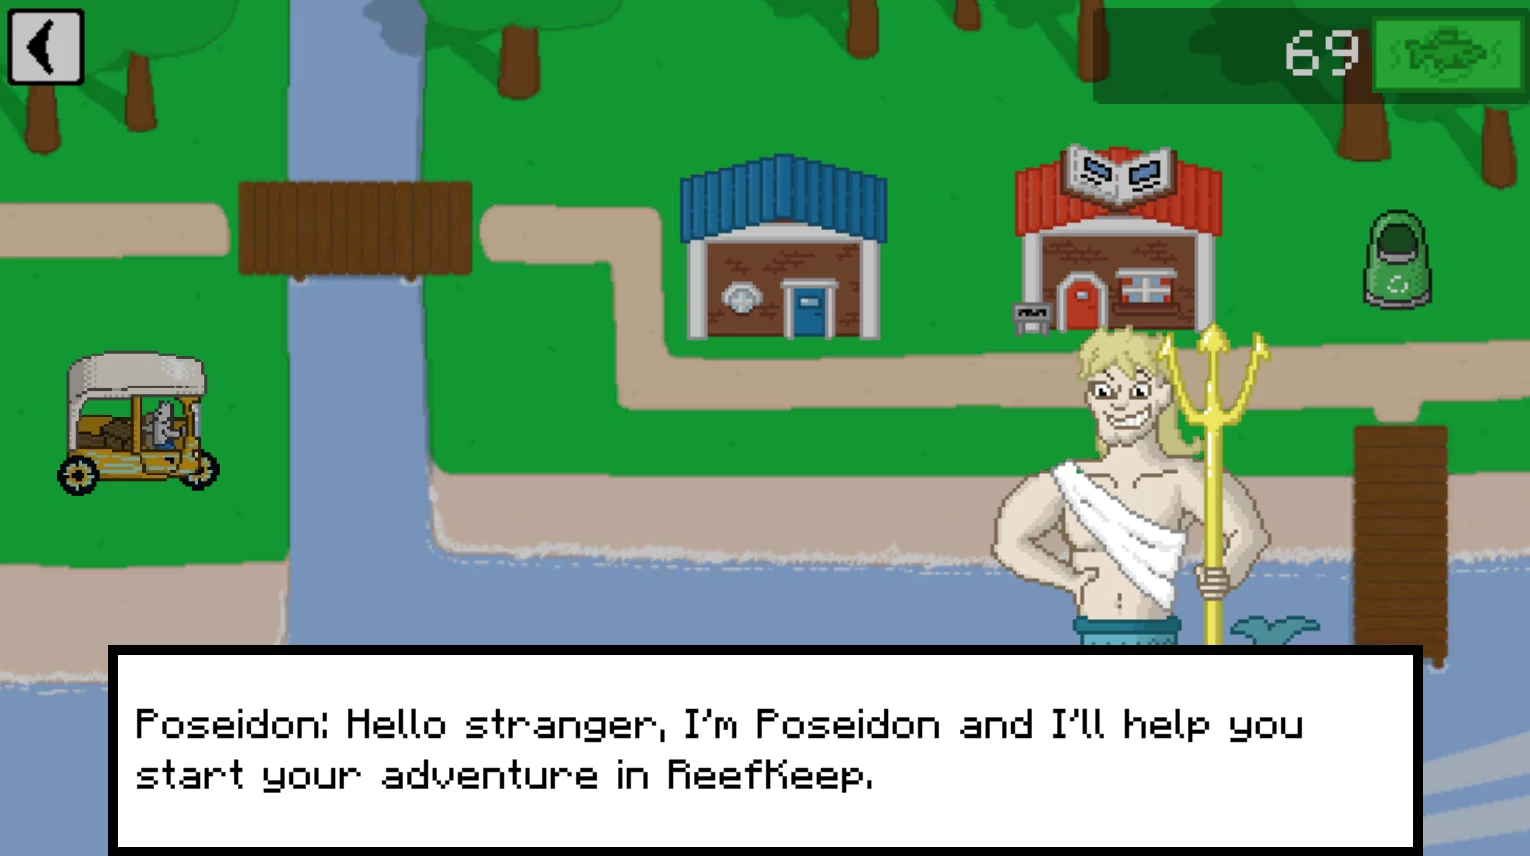 69
Poseidon: Hello stranger, I'm Poseidon and I'll help you
start your adventure in ReefKeep.